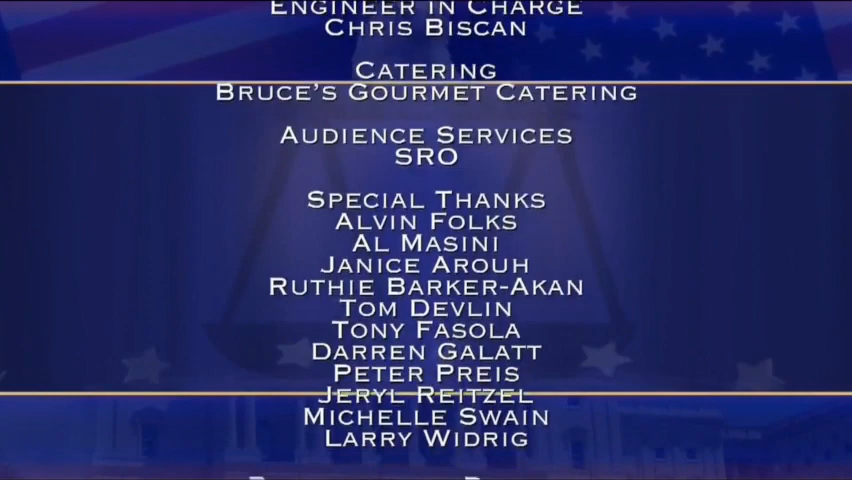 Engineer in Charge
Chris Biscan
Catering
Bruce's Gourmet Catering
Audience Services
SRO
Special Thanks
Alvin Folks
Al Masini
Janice Arouh
Ruthie Barker-Akan
Tom Devlin
Tony Fasola
Darren Galatt
Peter Preis
Jeryl Reitzel
Michelle Swain
Larry Widrig